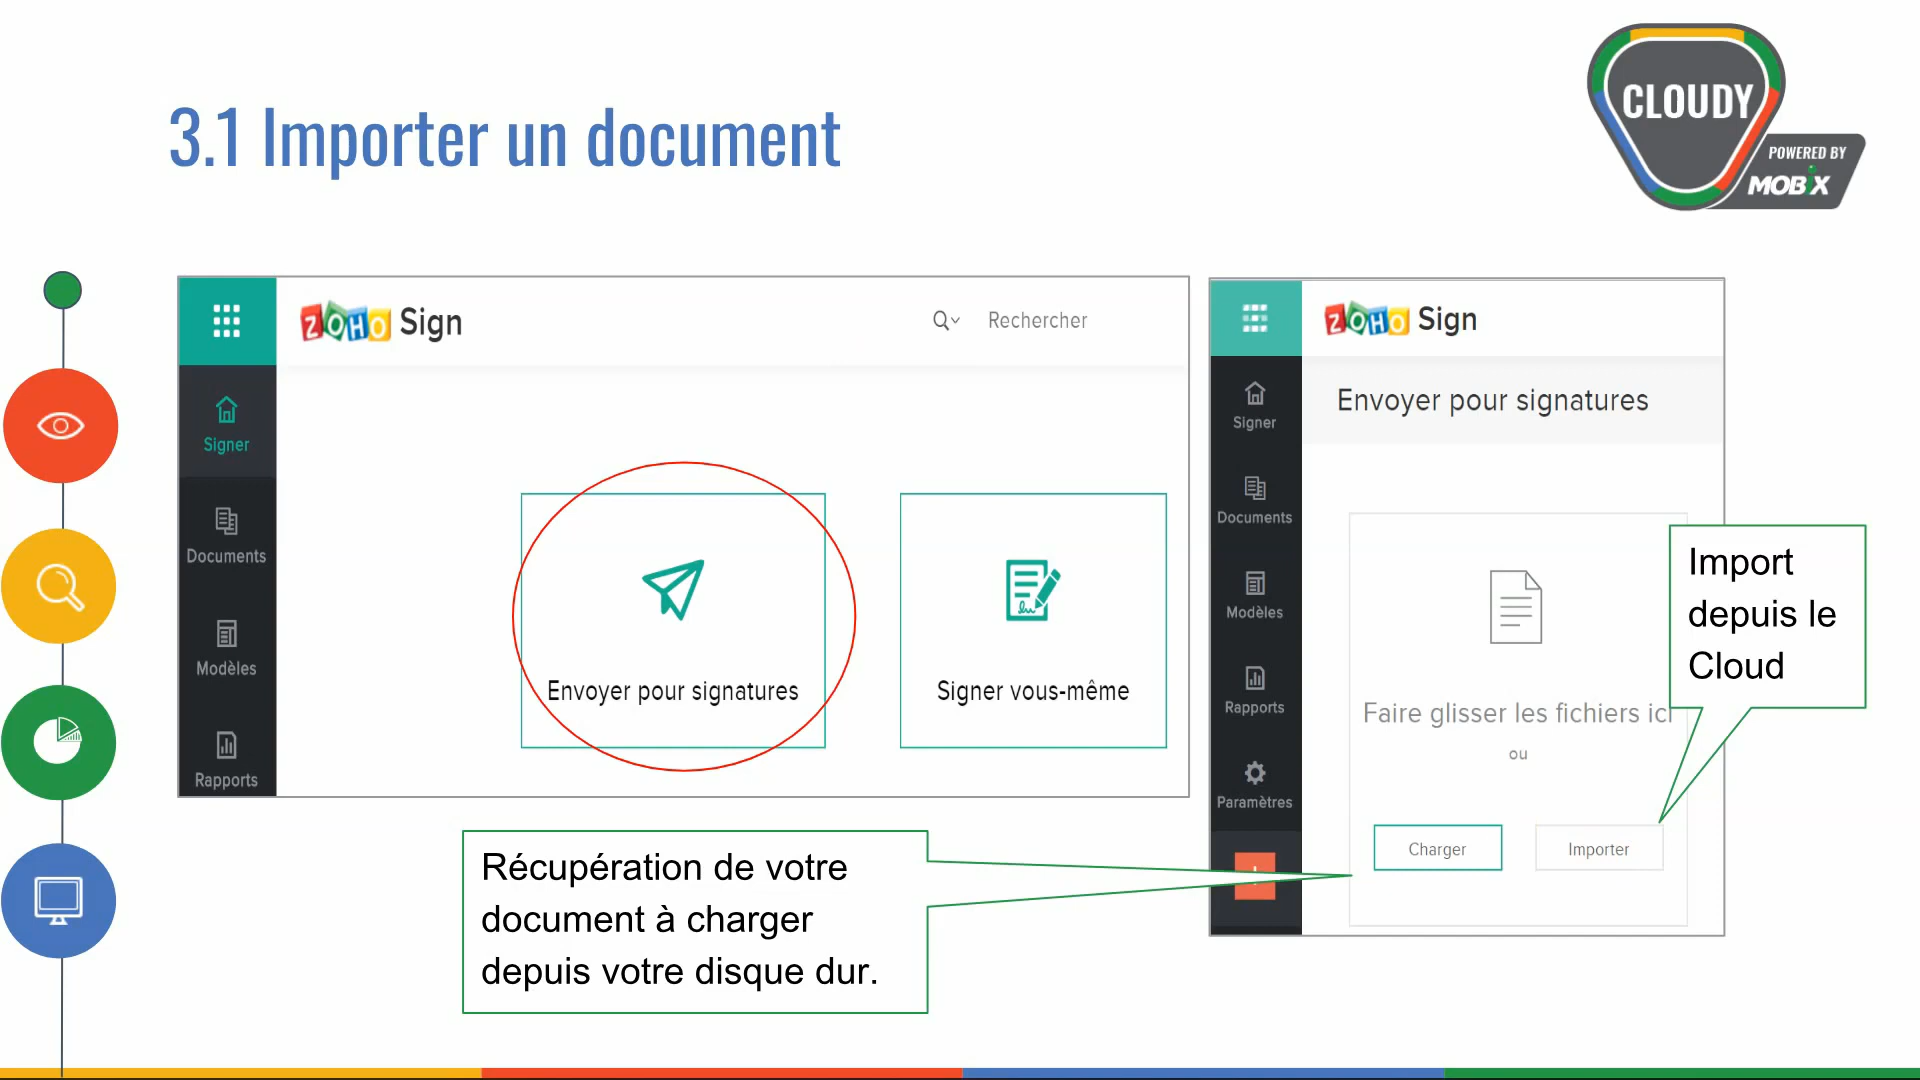 3.1 Importer un document
CLOUDY
POWERED BY
MOBIX
ZOHO Sign
Rechercher
Signer
Documents
Modèles
Rapports
Envoyer pour signatures
Signer vous-même
ZOHO Sign
Envoyer pour signatures
Signer
Documents
Modèles
Rapports
Paramètres
Faire glisser les fichiers ici
ou
Charger
Importer
Import
depuis le
Cloud
Récupération de votre
document à charger
depuis votre disque dur.